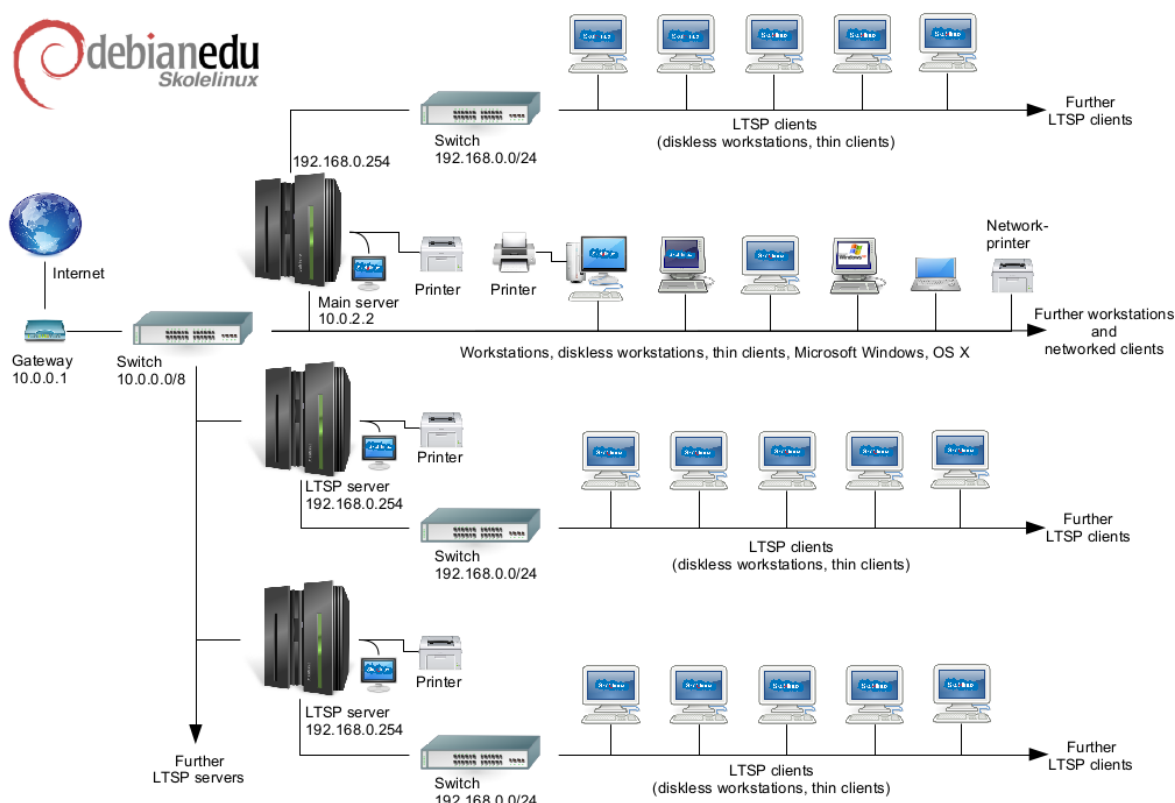 debianedu
Skolelinux
Switch
192.168.0.0/24
LTSP clients
(diskless workstations, thin clients)
Further
LTSP clients
192.168.0.254
Internet
Gateway
10.0.0.1
Switch
10.0.0.0/8
Main server
10.0.2.2
Printer
Printer
Network-
printer
Workstations, diskless workstations, thin clients, Microsoft Windows, OS X
Further workstations
and
networked clients
LTSP server
192.168.0.254
Printer
Switch
192.168.0.0/24
LTSP clients
(diskless workstations, thin clients)
Further
LTSP clients
LTSP server
192.168.0.254
Printer
Switch
192.168.0.0/24
LTSP clients
(diskless workstations, thin clients)
Further
LTSP clients
Further
LTSP servers